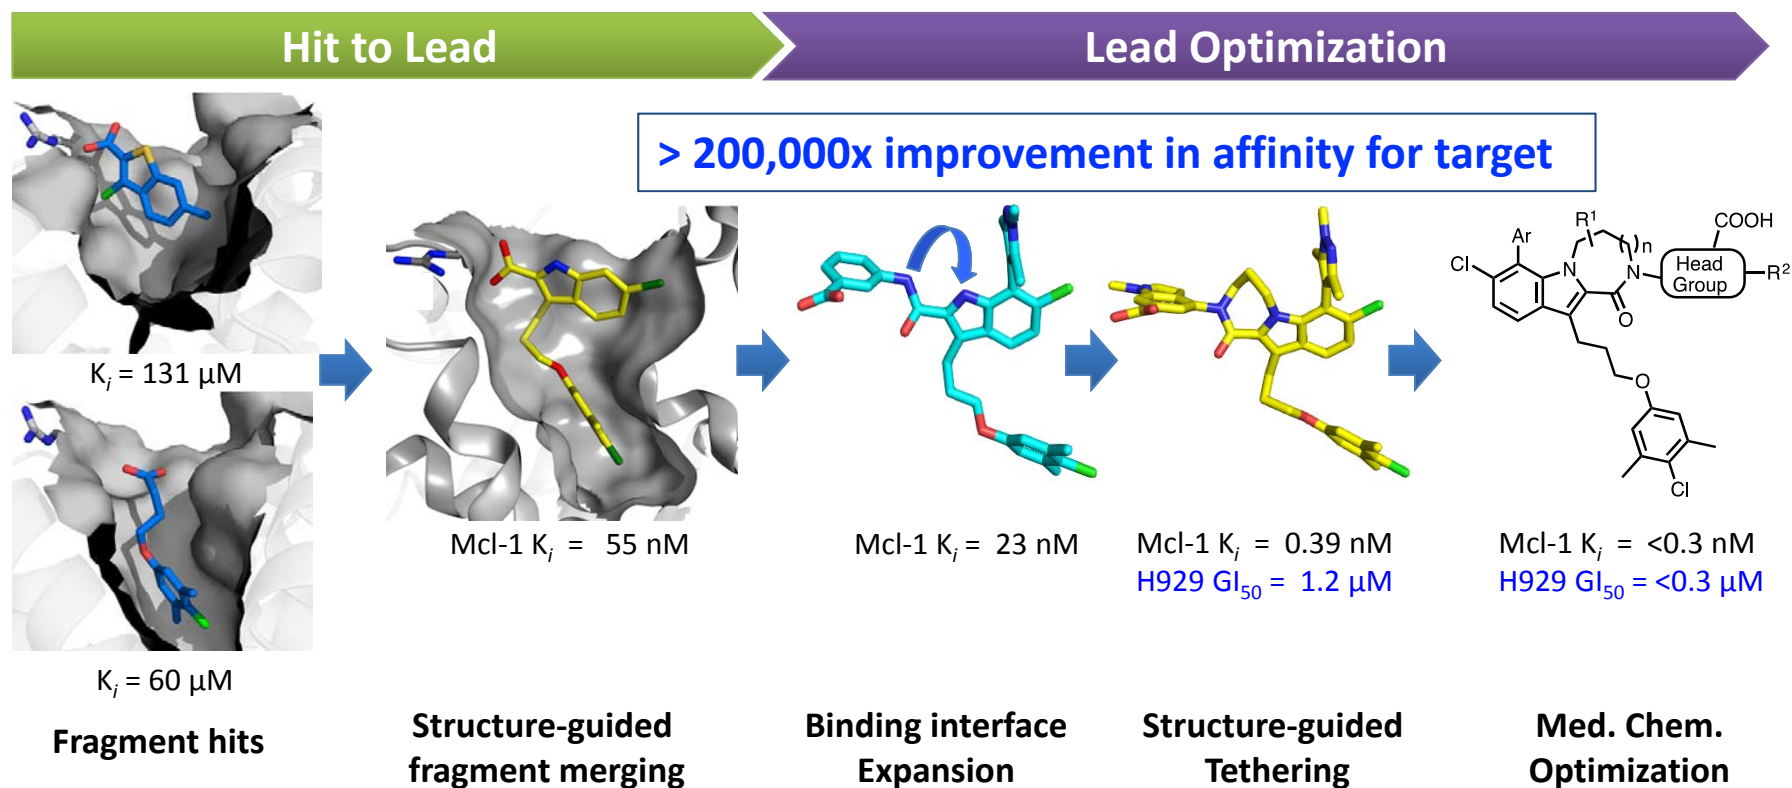 Hit to Lead
Lead Optimization
> 200,000x improvement in affinity for target
Ki = 131 µM
Ki = 60 µM
Mcl-1 Ki = 55 nM
Mcl-1 Ki = 23 nM
Mcl-1 Ki = 0.39 nM
H929 GI50 = 1.2 µM
R1
COOH
Ar
Cl
N
( )n
N
Head
Group
R2
O
O
Cl
Mcl-1 Ki = <0.3 nM
H929 GI50 = <0.3 µM
Fragment hits
Structure-guided
fragment merging
Binding interface
Expansion
Structure-guided
Tethering
Med. Chem.
Optimization